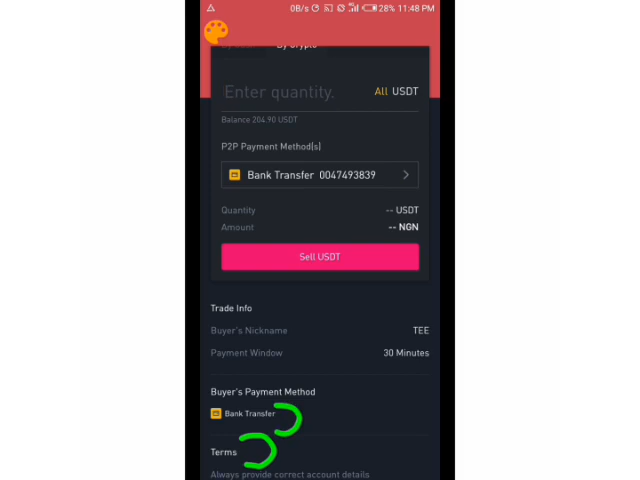 0B/s 28% 11:48 PM
By Crypto
Enter quantity. All USDT
Balance 204.90 USDT
P2P Payment Method(s)
Bank Transfer 0047493839
Quantity -- USDT
Amount -- NGN
Sell USDT
Trade Info
Buyer's Nickname TEE
Payment Window 30 Minutes
Buyer's Payment Method
Bank Transfer
Terms
Always provide correct account details